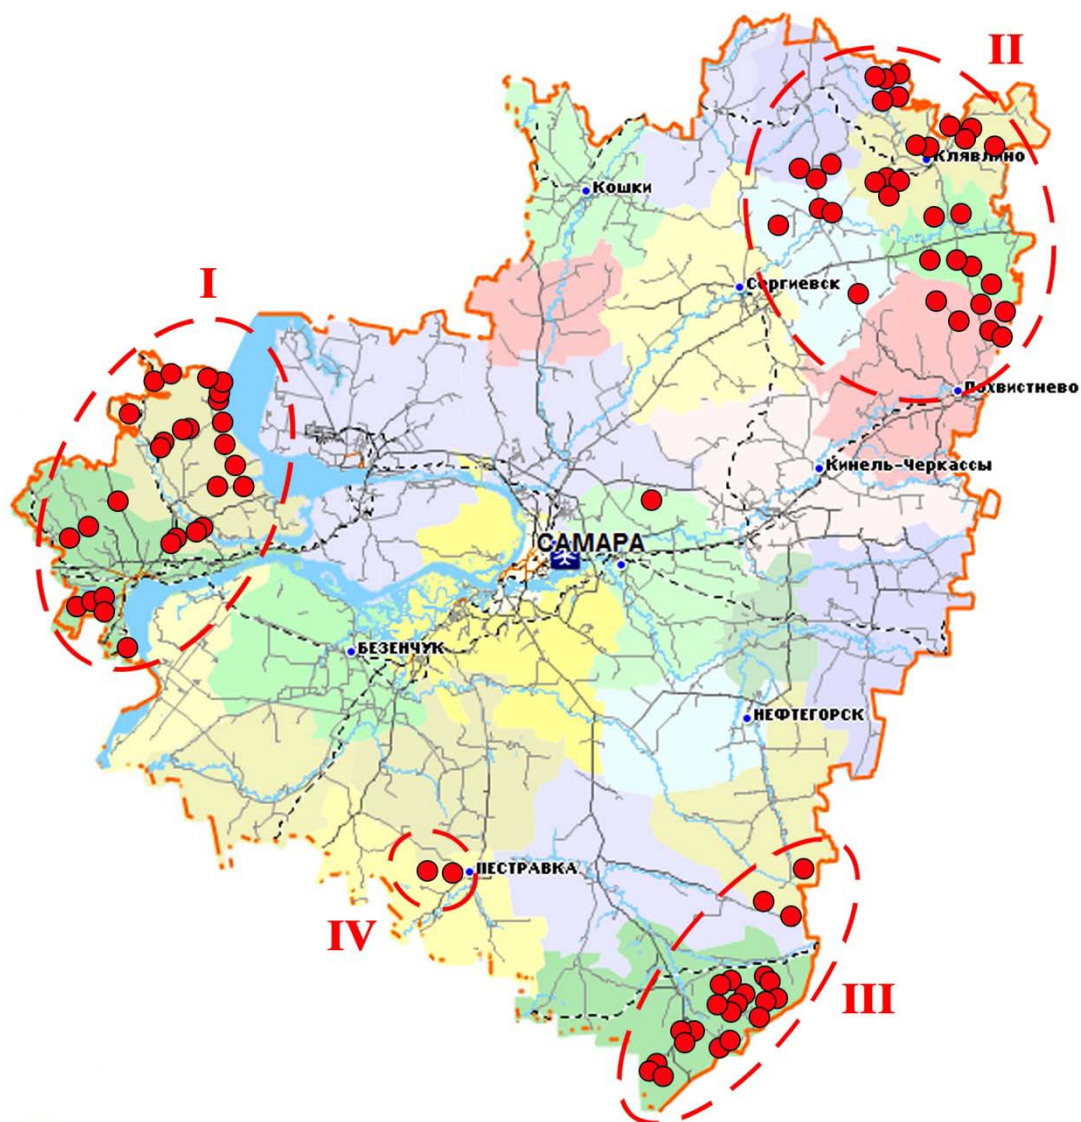 II
КЛЯВЛИНО
Кошки
Сергиевск
I
Похвистнево
Кинель-Черкассы
САМАРА
БЕЗЕНЧУК
НЕФТЕГОРСК
ПЕСТРАВКА
IV
III